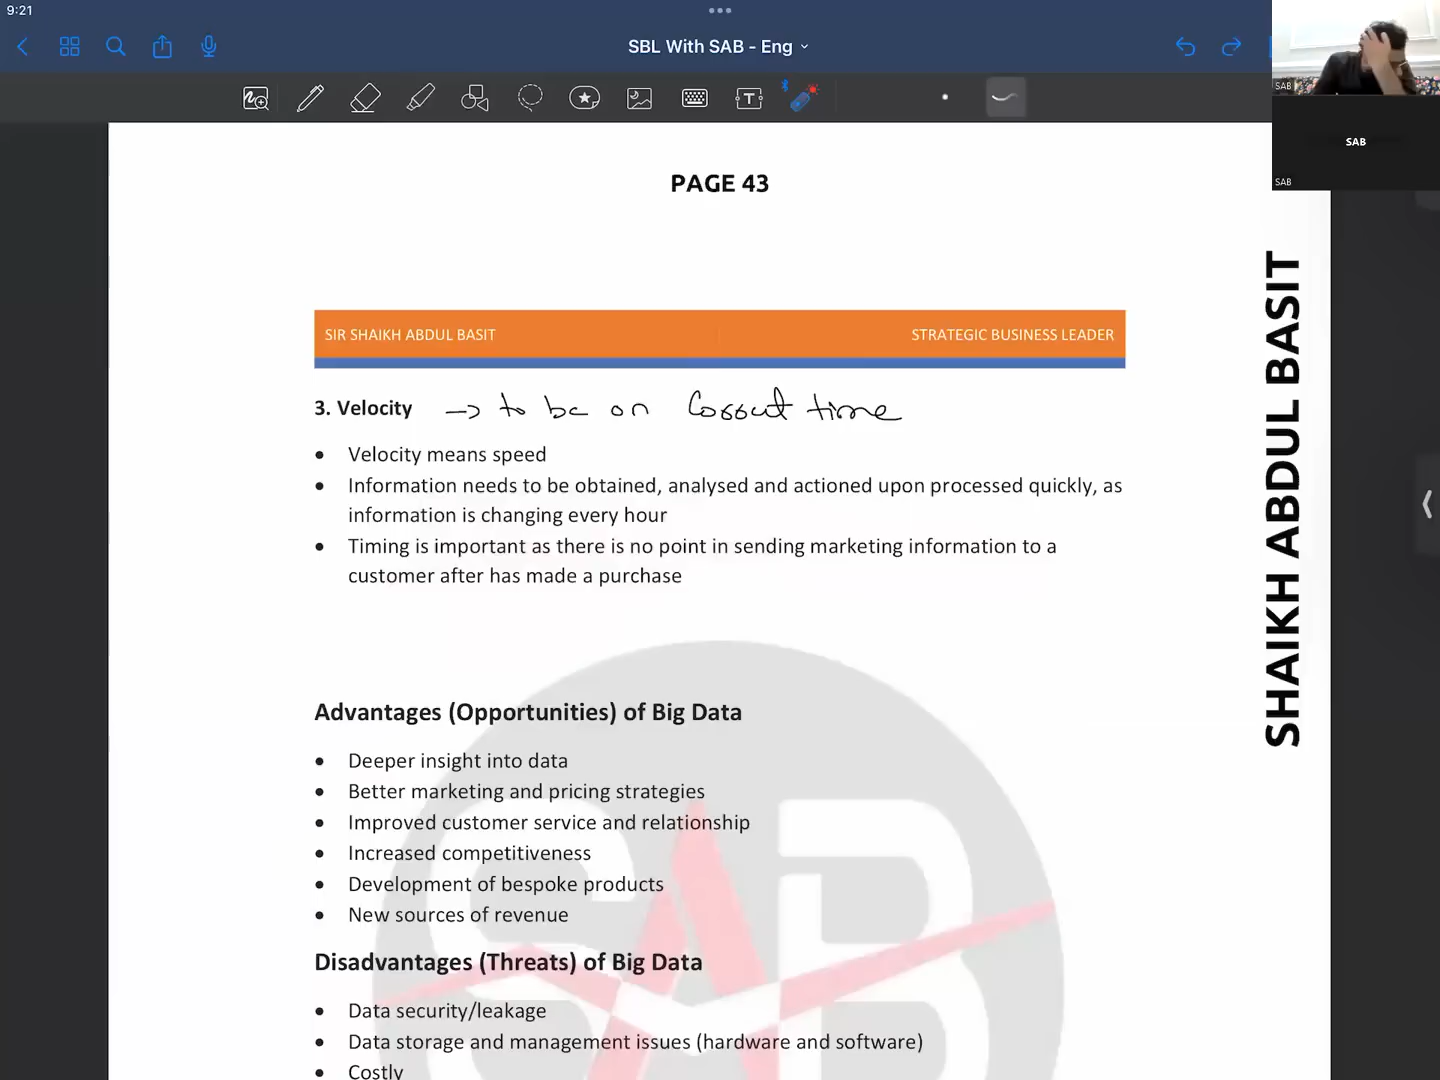 9:21
SBL With SAB - Eng
SAB
SAB
SAB
PAGE 43
SIR SHAIKH ABDUL BASIT
STRATEGIC BUSINESS LEADER
3. Velocity → to be on Correct time
• Velocity means speed
• Information needs to be obtained, analysed and actioned upon processed quickly, as
information is changing every hour
• Timing is important as there is no point in sending marketing information to a
customer after has made a purchase
Advantages (Opportunities) of Big Data
• Deeper insight into data
• Better marketing and pricing strategies
• Improved customer service and relationship
• Increased competitiveness
• Development of bespoke products
• New sources of revenue
Disadvantages (Threats) of Big Data
• Data security/leakage
• Data storage and management issues (hardware and software)
• Costly
SHAIKH ABDUL BASIT
SAB